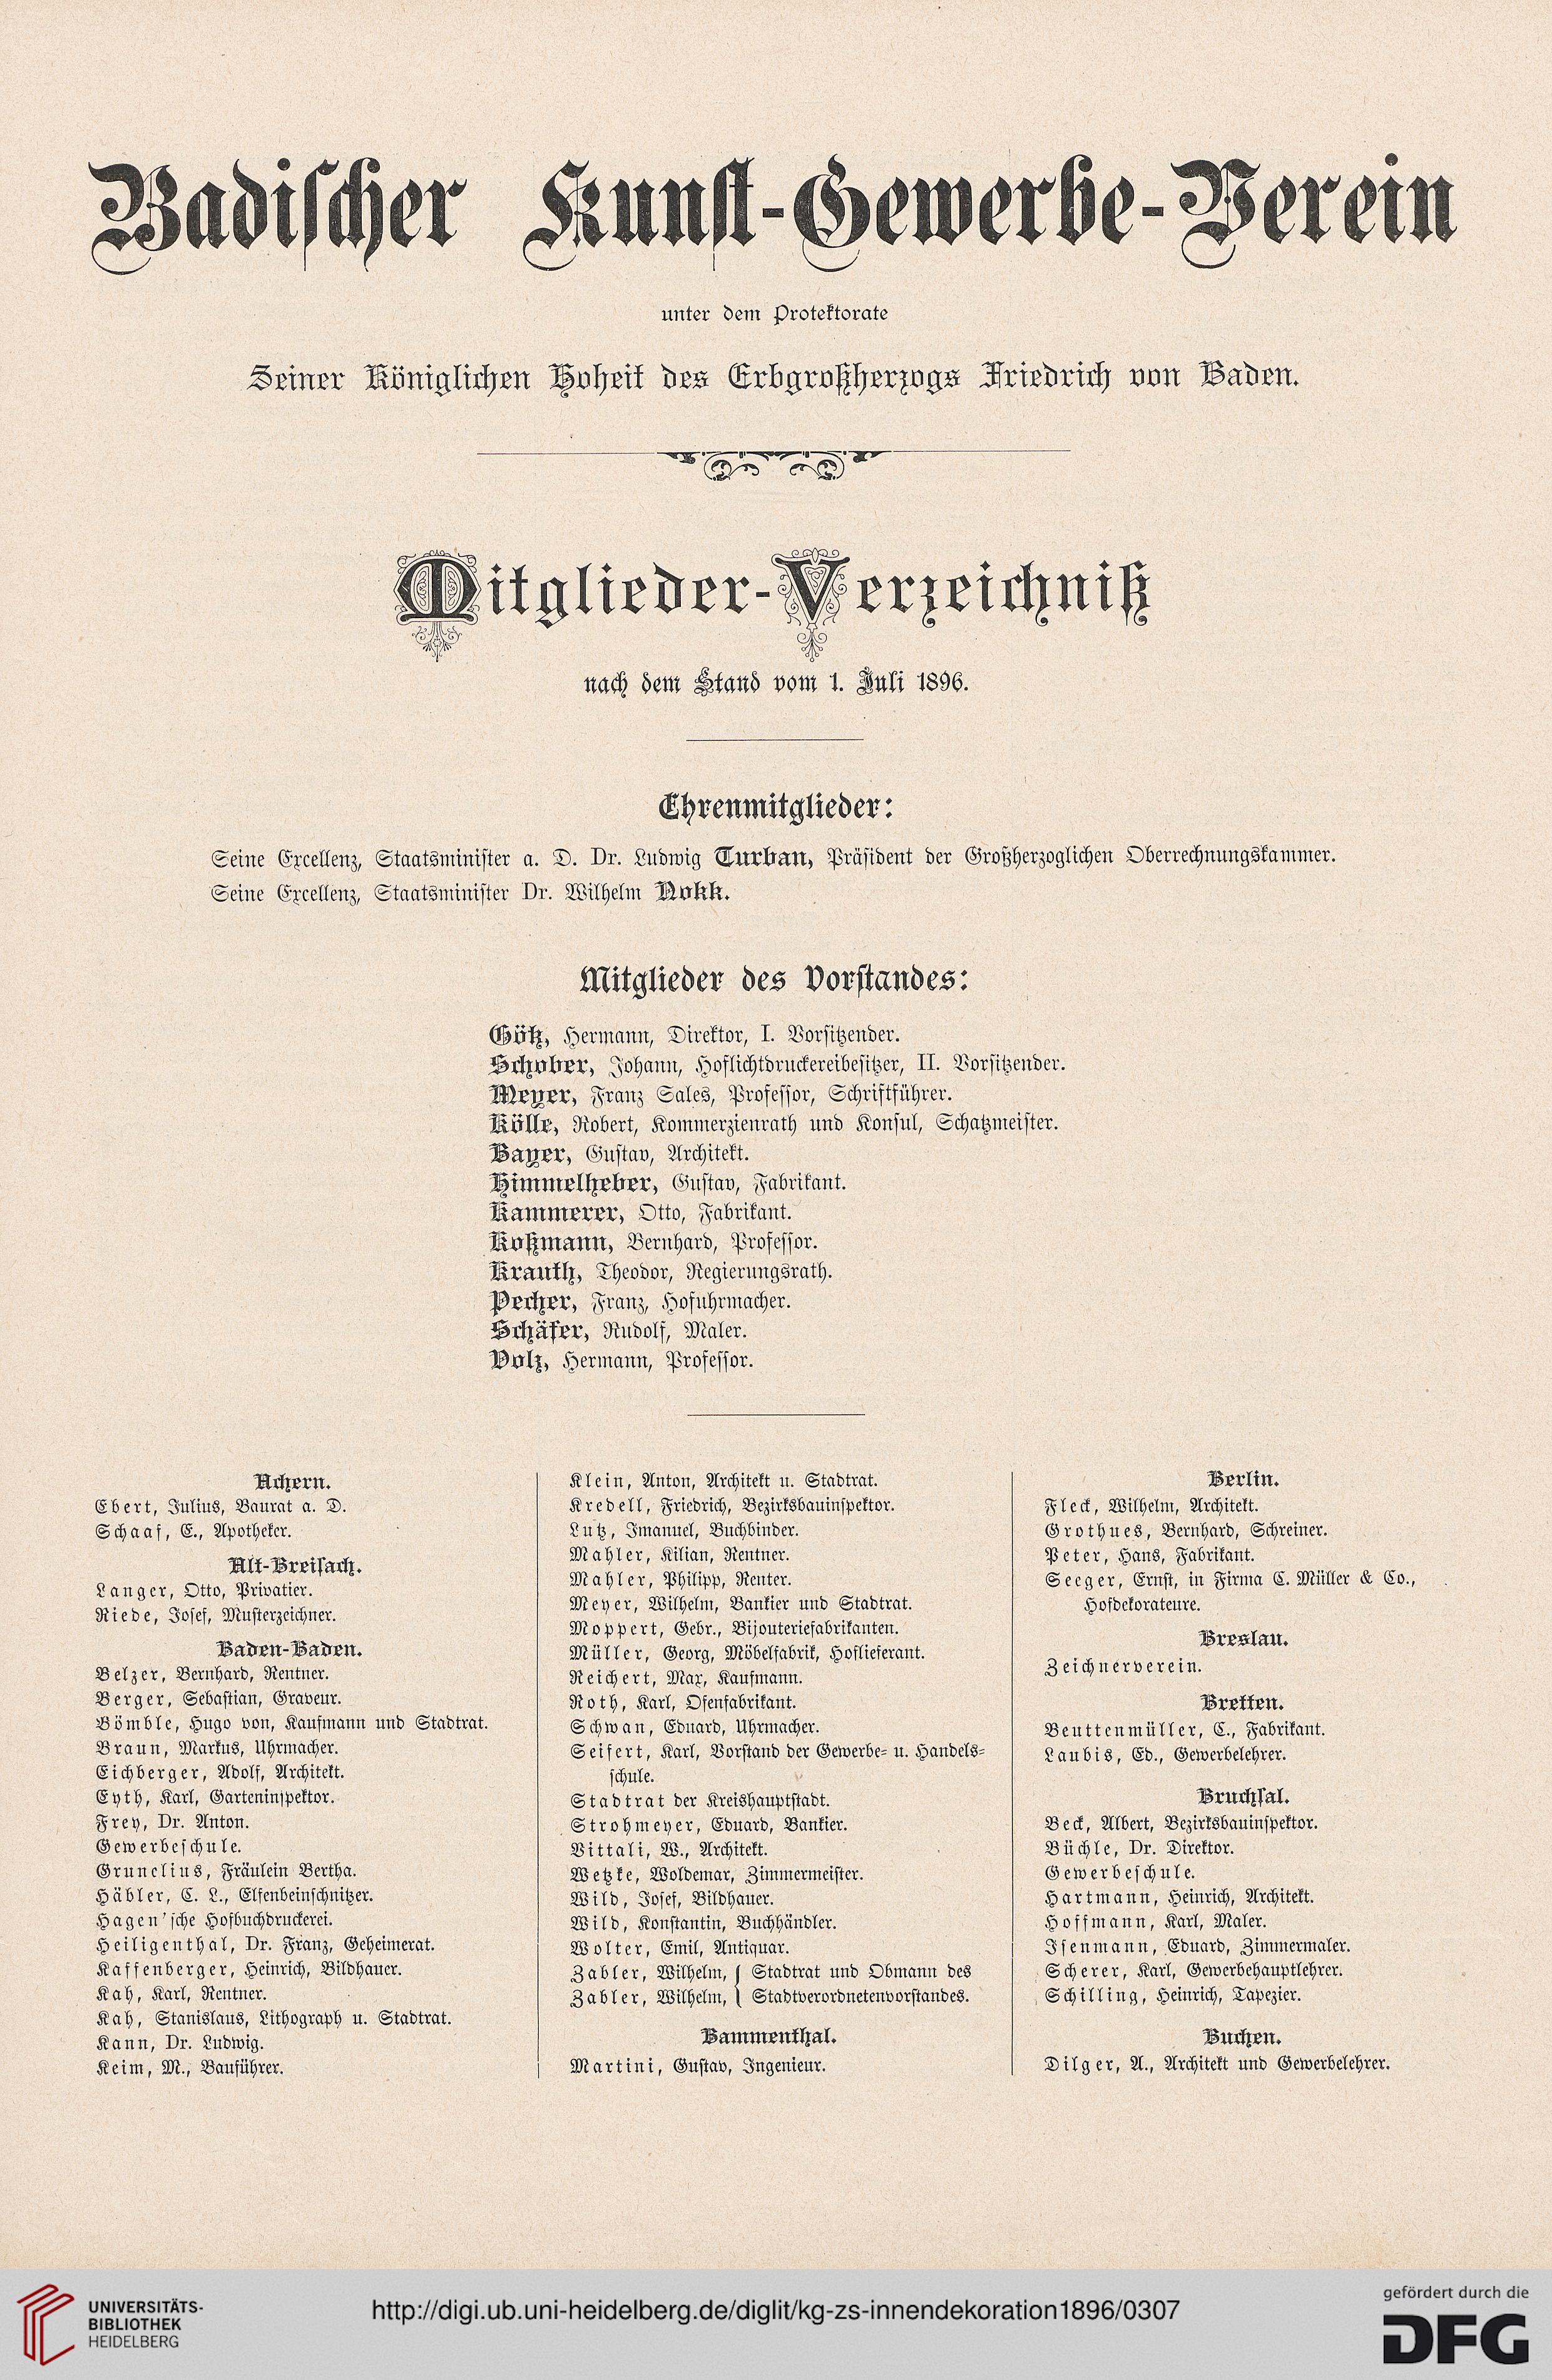 Badischer Kunst-Gewerbe-Verein
unter dem Protektorate
Seiner Königlichen Hoheit des Erbgroßherzogs Friedrich von Baden.
Mitglieder-Verzeichniß
nach dem Stand vom 1. Juli 1896.
Ehrenmitglieder:
Seine Excellenz, Staatsminister a. D. Dr. Ludwig Turban, Präsident der Großherzoglichen Oberrechnungskammer.
Seine Excellenz, Staatsminister Dr. Wilhelm Nokk.
Mitglieder des Vorstandes:
Götz, Hermann, Direktor, I. Vorsitzender.
Schober, Johann, Hoflichtdruckereibesitzer, II. Vorsitzender.
Meyer, Franz Sales, Professor, Schriftführer.
Kölle, Robert, Kommerzienrath und Konsul, Schatzmeister.
Bayer, Gustav, Architekt.
Himmelheber, Gustav, Fabrikant.
Kammerer, Otto, Fabrikant.
Koßmann, Bernhard, Professor.
Krauth, Theodor, Regierungsrath.
Pecher, Franz, Hofuhrmacher.
Schäfer, Rudolf, Maler.
Volz, Hermann, Professor.
Achern.
Ebert, Julius, Baurat a. D.
Schaaf, E., Apotheker.
Alt-Breisach.
Langer, Otto, Privatier.
Riede, Josef, Musterzeichner.
Baden-Baden.
Belzer, Bernhard, Rentner.
Berger, Sebastian, Graveur.
Bömble, Hugo von, Kaufmann und Stadtrat.
Braun, Markus, Uhrmacher.
Eichberger, Adolf, Architekt.
Eyth, Karl, Garteninspektor.
Frey, Dr. Anton.
Gewerbeschule.
Grunelius, Fräulein Bertha.
Häbler, C. L., Elfenbeinschnitzer.
Hagen'sche Hofbuchdruckerei.
Heiligenthal, Dr. Franz, Geheimerat.
Kaffenberger, Heinrich, Bildhauer.
Kah, Karl, Rentner.
Kah, Stanislaus, Lithograph u. Stadtrat.
Kann, Dr. Ludwig.
Keim, M., Bauführer.
Klein, Anton, Architekt u. Stadtrat.
Kredell, Friedrich, Bezirksbauinspektor.
Lutz, Imanuel, Buchbinder.
Mahler, Kilian, Rentner.
Mahler, Philipp, Renter.
Meyer, Wilhelm, Bankier und Stadtrat.
Moppert, Gebr., Bijouteriefabrikanten.
Müller, Georg, Möbelfabrik, Hoflieferant.
Reichert, Max, Kaufmann.
Roth, Karl, Ofenfabrikant.
Schwan, Eduard, Uhrmacher.
Seifert, Karl, Vorstand der Gewerbe- u. Handels-
schule.
Stadtrat der Kreishauptstadt.
Strohmeyer, Eduard, Bankier.
Vittali, W., Architekt.
Wetzke, Woldemar, Zimmermeister.
Wild, Josef, Bildhauer.
Wild, Konstantin, Buchhändler.
Wolter, Emil, Antiquar.
Zabler, Wilhelm, { Stadtrat und Obmann des
Zabler, Wilhelm, { Stadtverordnetenvorstandes.
Bammenthal.
Martini, Gustav, Ingenieur.
Berlin.
Fleck, Wilhelm, Architekt.
Grothues, Bernhard, Schreiner.
Peter, Hans, Fabrikant.
Seeger, Ernst, in Firma C. Müller & Co.,
Hofdekorateure.
Breslau.
Zeichnerverein.
Bretten.
Beuttenmüller, C., Fabrikant.
Laubis, Ed., Gewerbelehrer.
Bruchsal.
Beck, Albert, Bezirksbauinspektor.
Büchle, Dr. Direktor.
Gewerbeschule.
Hartmann, Heinrich, Architekt.
Hoffmann, Karl, Maler.
Isenmann, Eduard, Zimmermaler.
Scherer, Karl, Gewerbehauptlehrer.
Schilling, Heinrich, Tapezier.
Buchen.
Dilger, A., Architekt und Gewerbelehrer.
UNIVERSITÄTS-
BIBLIOTHEK
HEIDELBERG
http://digi.ub.uni-heidelberg.de/diglit/kg-zs-innendekoration1896/0307
gefördert durch die
DFG